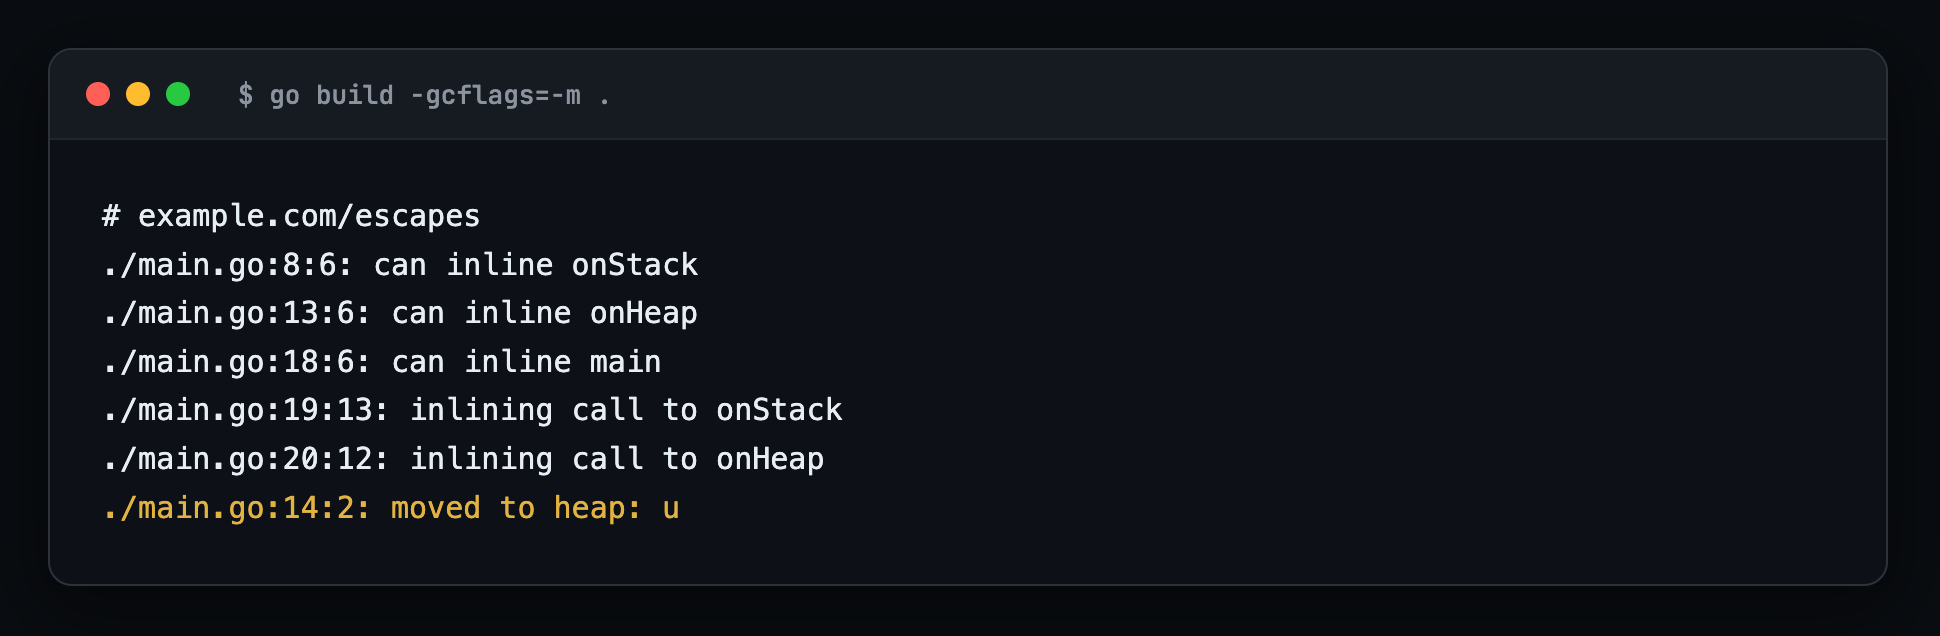 $ go build -gcflags=-m .
# example.com/escapes
./main.go:8:6: can inline onStack
./main.go:13:6: can inline onHeap
./main.go:18:6: can inline main
./main.go:19:13: inlining call to onStack
./main.go:20:12: inlining call to onHeap
./main.go:14:2: moved to heap: u